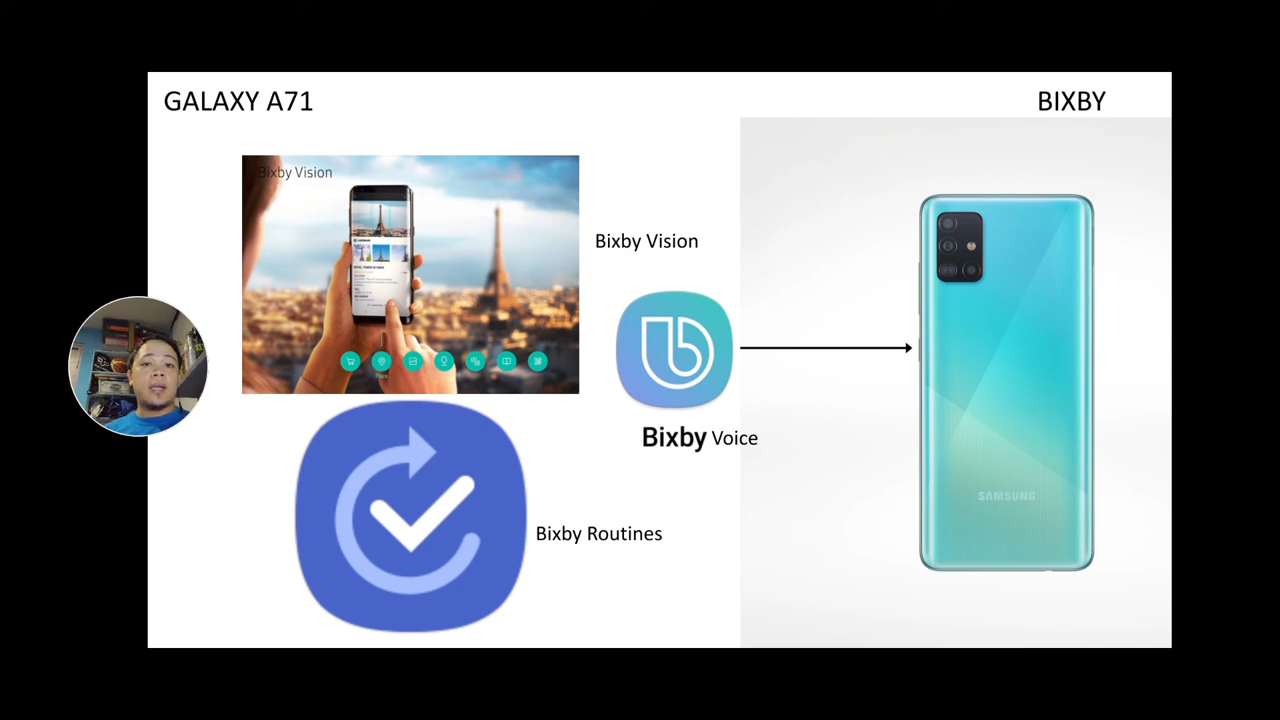 GALAXY A71
BIXBY
Bixby Vision
Bixby Vision
Bixby Voice
SAMSUNG
Bixby Routines